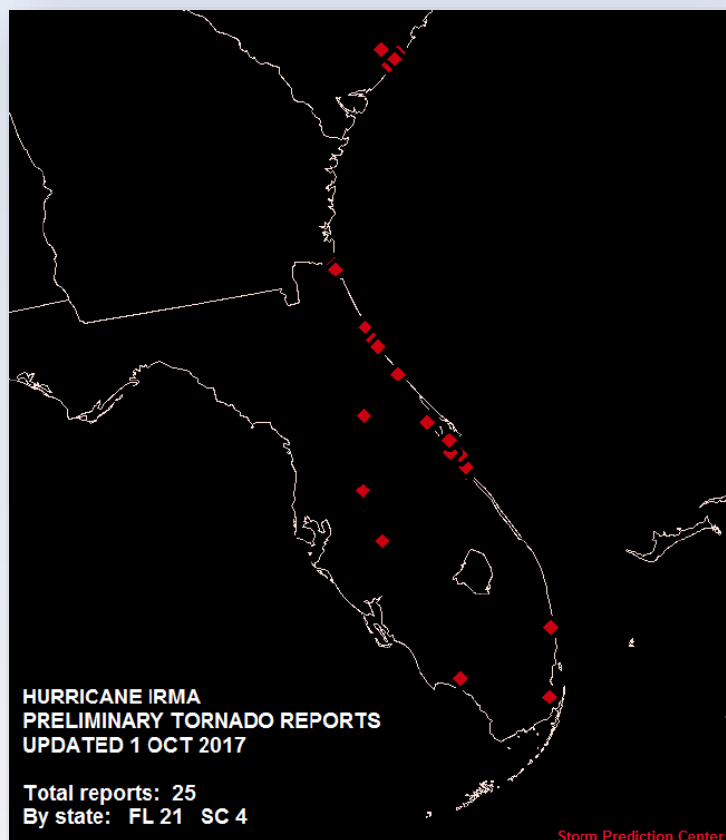 HURRICANE IRMA
PRELIMINARY TORNADO REPORTS
UPDATED 1 OCT 2017
Total reports: 25
By state: FL 21 SC 4
Storm Prediction Center